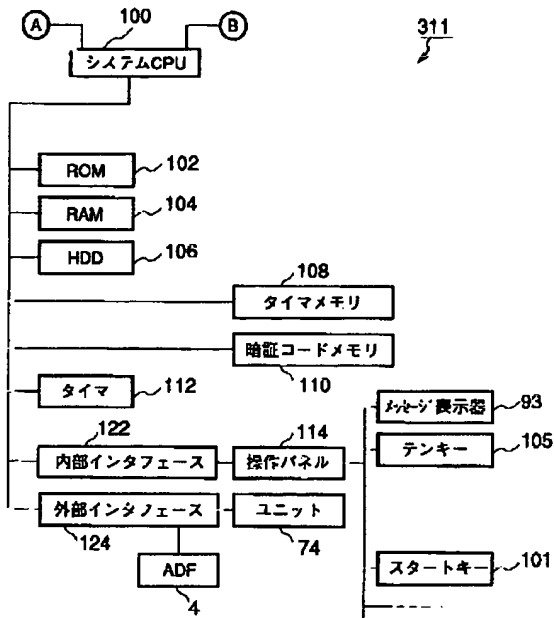 A
B
100
311
システムCPU
ROM
102
RAM
104
HDD
106
108
タイマメモリ
暗証コードメモリ
110
タイマ
112
メッセージ表示器
93
122
114
テンキー
105
内部インタフェース
操作パネル
外部インタフェース
ユニット
124
74
スタートキー
101
ADF
4